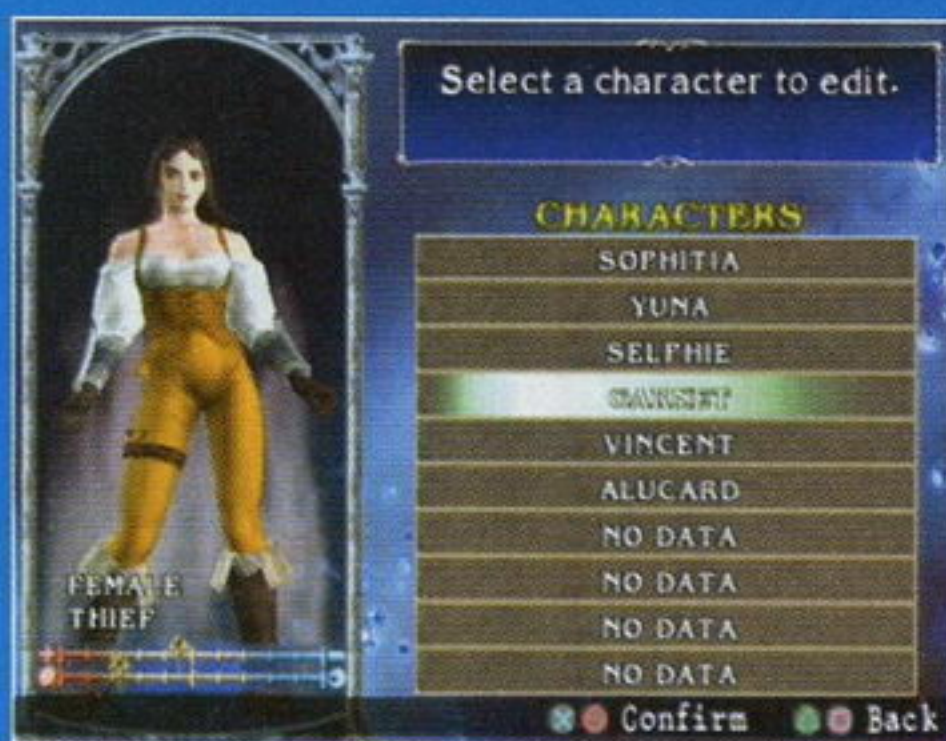 Select a character to edit.
CHARACTERS
SOPHITIA
YUNA
SELPHIE
GARNET
VINCENT
ALUCARD
NO DATA
NO DATA
NO DATA
NO DATA
FEMALE
THIEF
Confirm Back